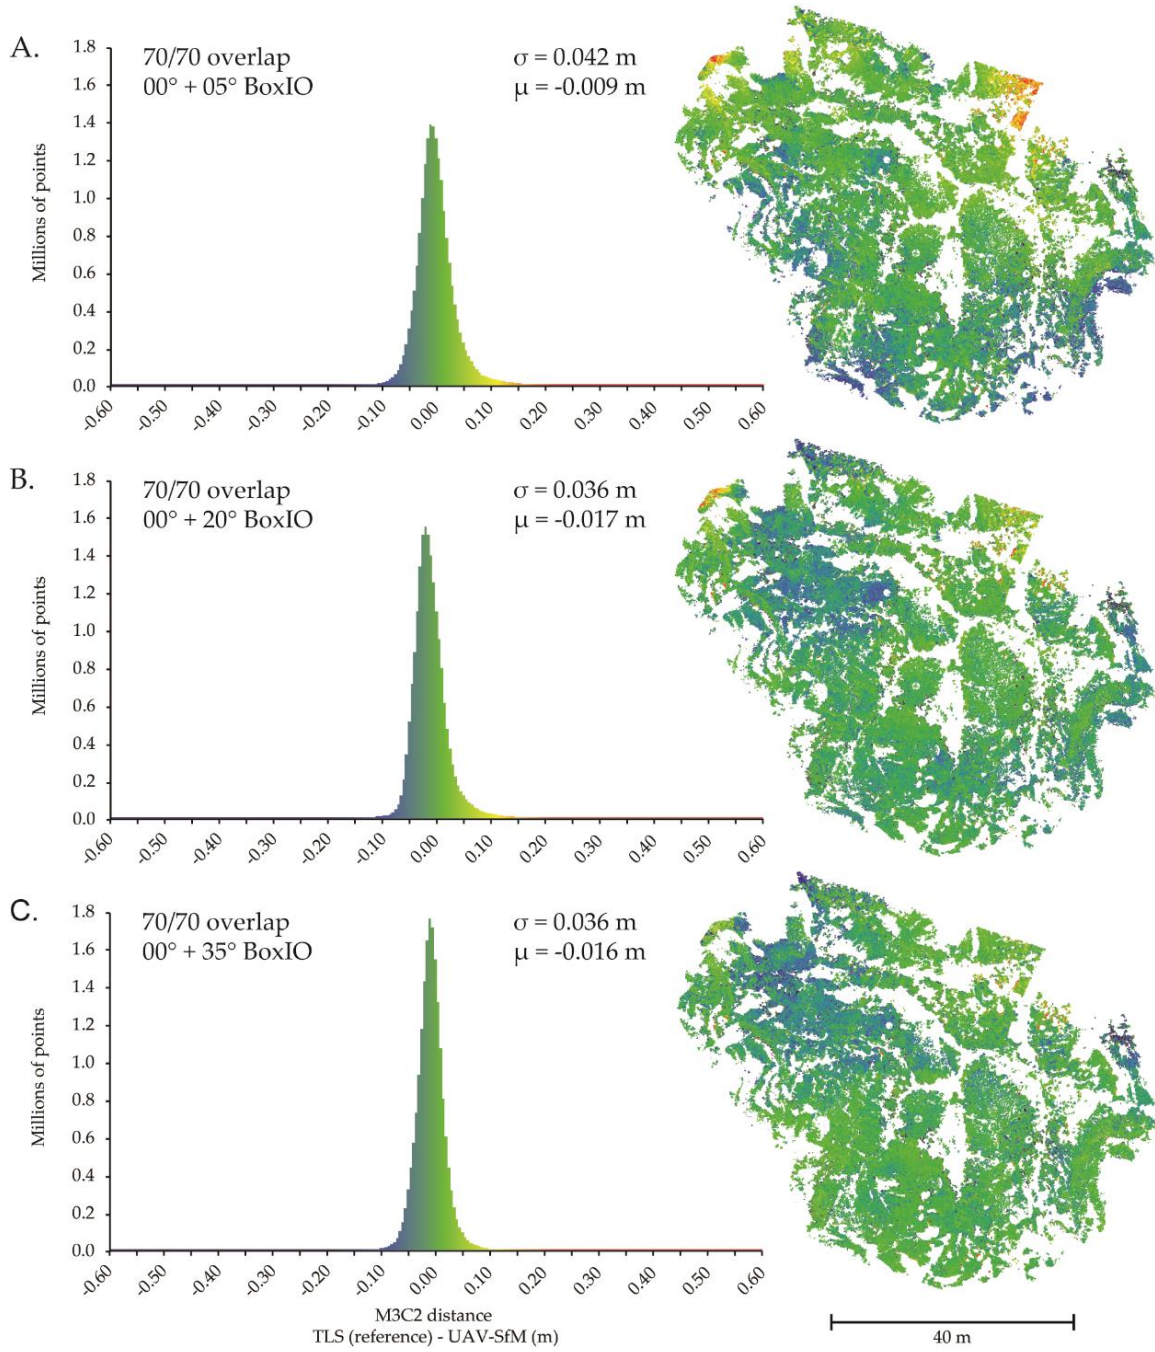 A.
70/70 overlap
00° + 05° BoxIO
σ = 0.042 m
μ = -0.009 m
Millions of points
1.8
1.6
1.4
1.2
1.0
0.8
0.6
0.4
0.2
0.0
-0.60 -0.50 -0.40 -0.30 -0.20 -0.10 0.00 0.10 0.20 0.30 0.40 0.50 0.60
B.
70/70 overlap
00° + 20° BoxIO
σ = 0.036 m
μ = -0.017 m
Millions of points
1.8
1.6
1.4
1.2
1.0
0.8
0.6
0.4
0.2
0.0
-0.60 -0.50 -0.40 -0.30 -0.20 -0.10 0.00 0.10 0.20 0.30 0.40 0.50 0.60
C.
70/70 overlap
00° + 35° BoxIO
σ = 0.036 m
μ = -0.016 m
Millions of points
1.8
1.6
1.4
1.2
1.0
0.8
0.6
0.4
0.2
0.0
-0.60 -0.50 -0.40 -0.30 -0.20 -0.10 0.00 0.10 0.20 0.30 0.40 0.50 0.60
M3C2 distance
TLS (reference) - UAV-SfM (m)
40 m